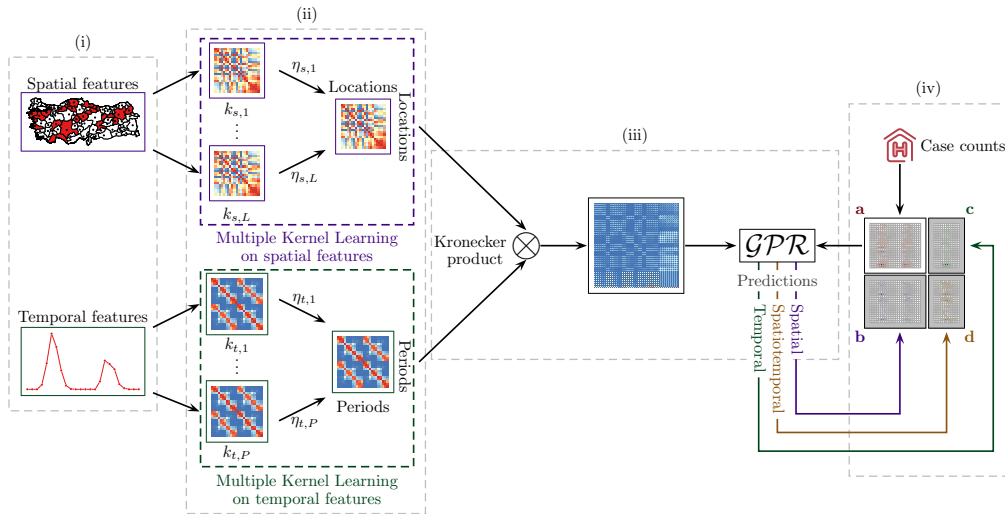 (i)
(ii)
(iii)
(iv)
Spatial features
k_{s,1}
⋮
k_{s,L}
η_{s,1}
η_{s,L}
Locations
Locations
Multiple Kernel Learning
on spatial features
Temporal features
k_{t,1}
⋮
k_{t,P}
η_{t,1}
η_{t,P}
Periods
Periods
Multiple Kernel Learning
on temporal features
Kronecker
product
GPR
Predictions
Temporal
Spatiotemporal
Spatial
H
Case counts
a
c
b
d